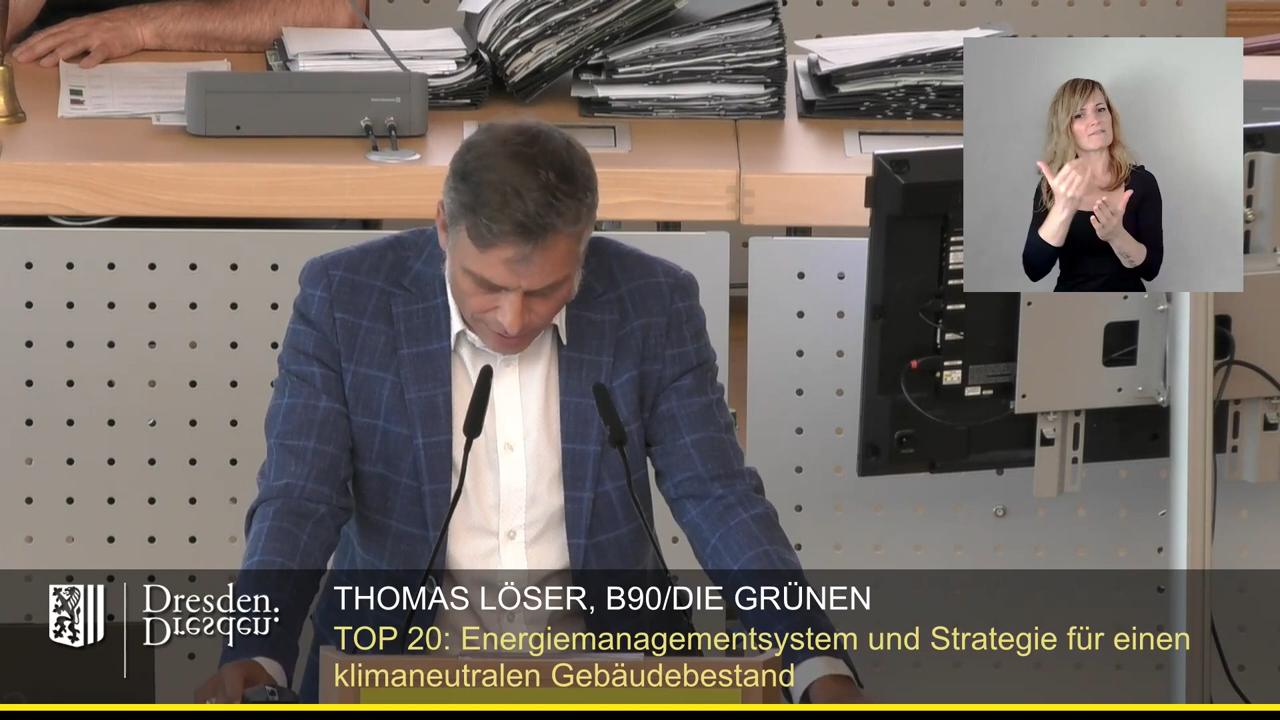 Dresden.
Dresden.
THOMAS LÖSER, B90/DIE GRÜNEN
TOP 20: Energiemanagementsystem und Strategie für einen
klimaneutralen Gebäudebestand